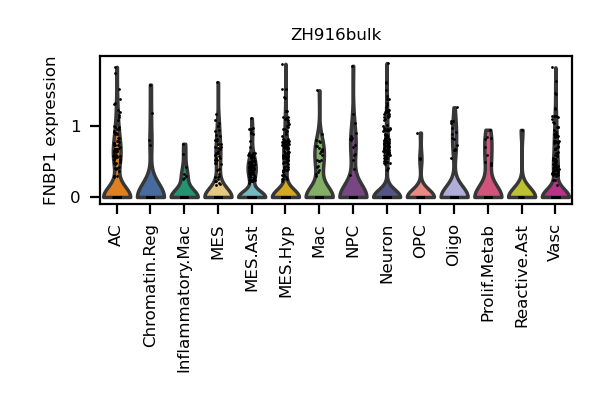 ZH916bulk
FNBP1 expression
1
0
AC
Chromatin.Reg
Inflammatory.Mac
MES
MES.Ast
MES.Hyp
Mac
NPC
Neuron
OPC
Oligo
Prolif.Metab
Reactive.Ast
Vasc